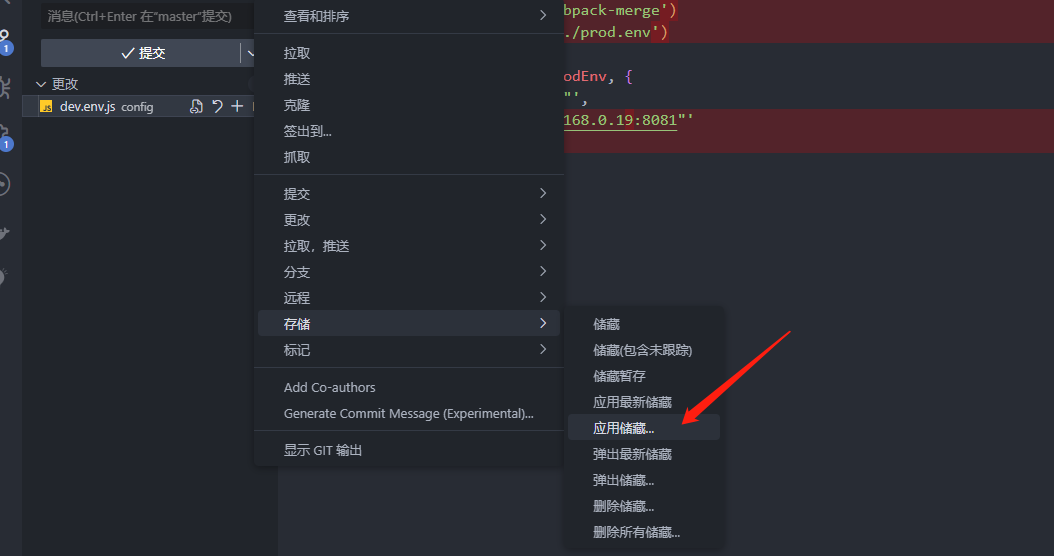 消息(Ctrl+Enter 在"master"提交)
提交
更改
dev.env.js config
1
1
查看和排序
拉取
推送
克隆
签出到...
抓取
提交
更改
拉取，推送
分支
远程
存储
标记
Add Co-authors
Generate Commit Message (Experimental)...
显示 GIT 输出
储藏
储藏(包含未跟踪)
储藏暂存
应用最新储藏
应用储藏...
弹出最新储藏
弹出储藏...
删除储藏...
删除所有储藏...
bpack-merge')
./prod.env')
odEnv, {
"',
168.0.19:8081"'